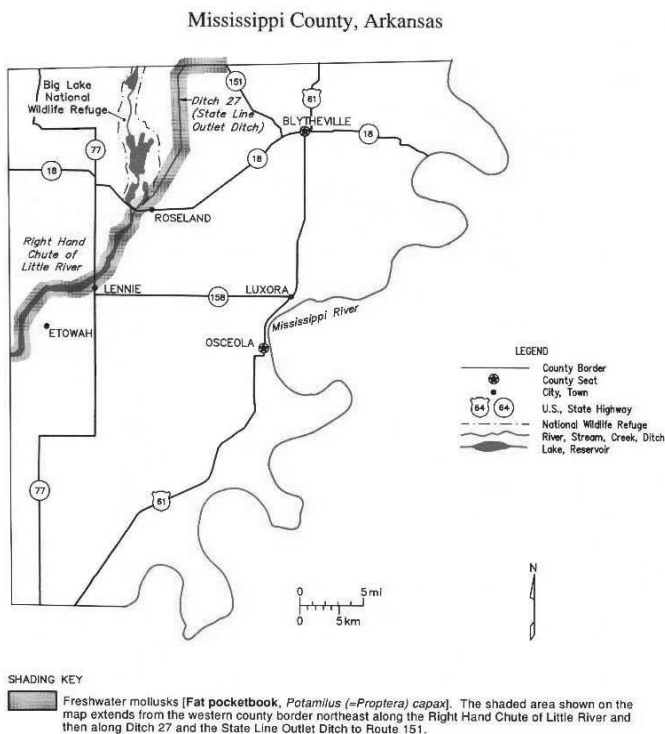 Mississippi County, Arkansas
Big Lake
National
Wildlife Refuge
Ditch 27
(State Line
Outlet Ditch)
151
61
BLYTHEVILLE
18
77
18
18
ROSELAND
Right Hand
Chute of
Little River
LENNIE
158
LUXORA
Mississippi River
ETOWAH
OSCEOLA
77
61
LEGEND
County Border
County Seat
City, Town
64 64 U.S., State Highway
National Wildlife Refuge
River, Stream, Creek, Ditch
Lake, Reservoir
0 5mi
0 5km
N
SHADING KEY
Freshwater mollusks [Fat pocketbook, Potamilus (=Proptera) capax]. The shaded area shown on the
map extends from the western county border northeast along the Right Hand Chute of Little River and
then along Ditch 27 and the State Line Outlet Ditch to Route 151.